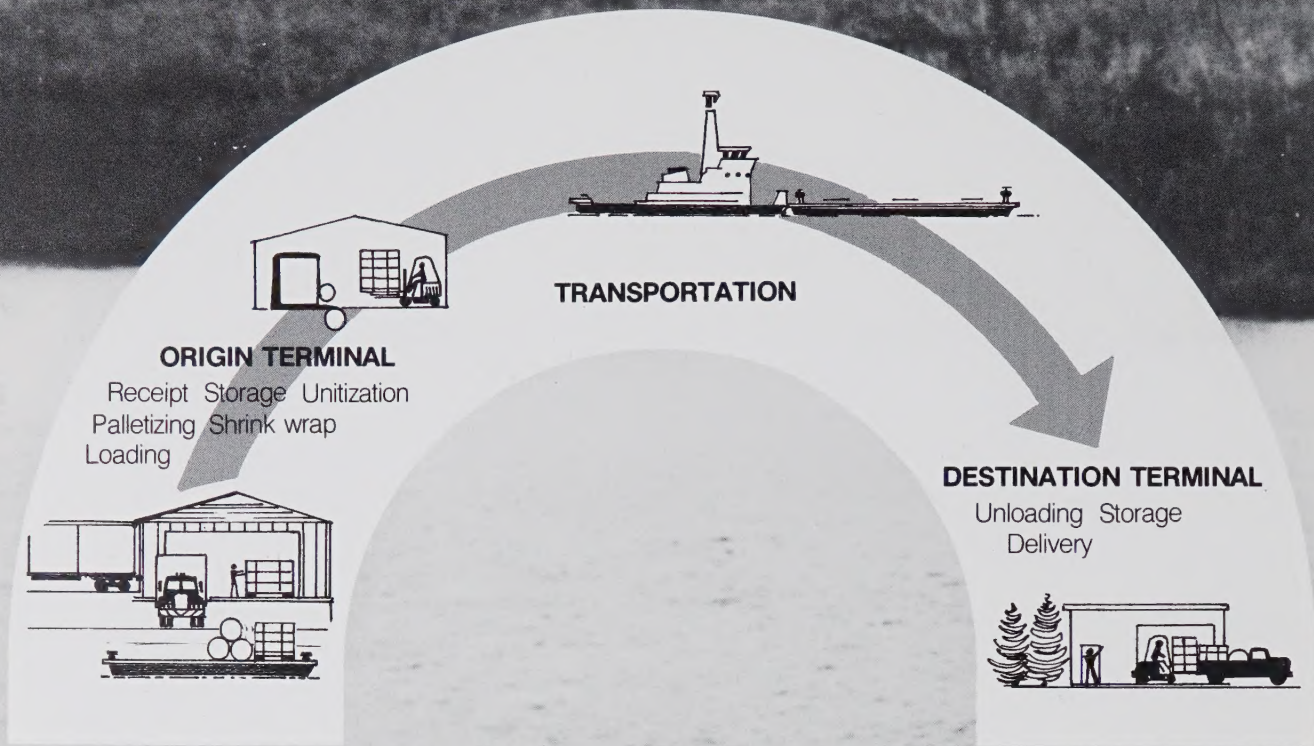 TRANSPORTATION
ORIGIN TERMINAL
Receipt Storage Unitization
Palletizing Shrink wrap
Loading
DESTINATION TERMINAL
Unloading Storage
Delivery